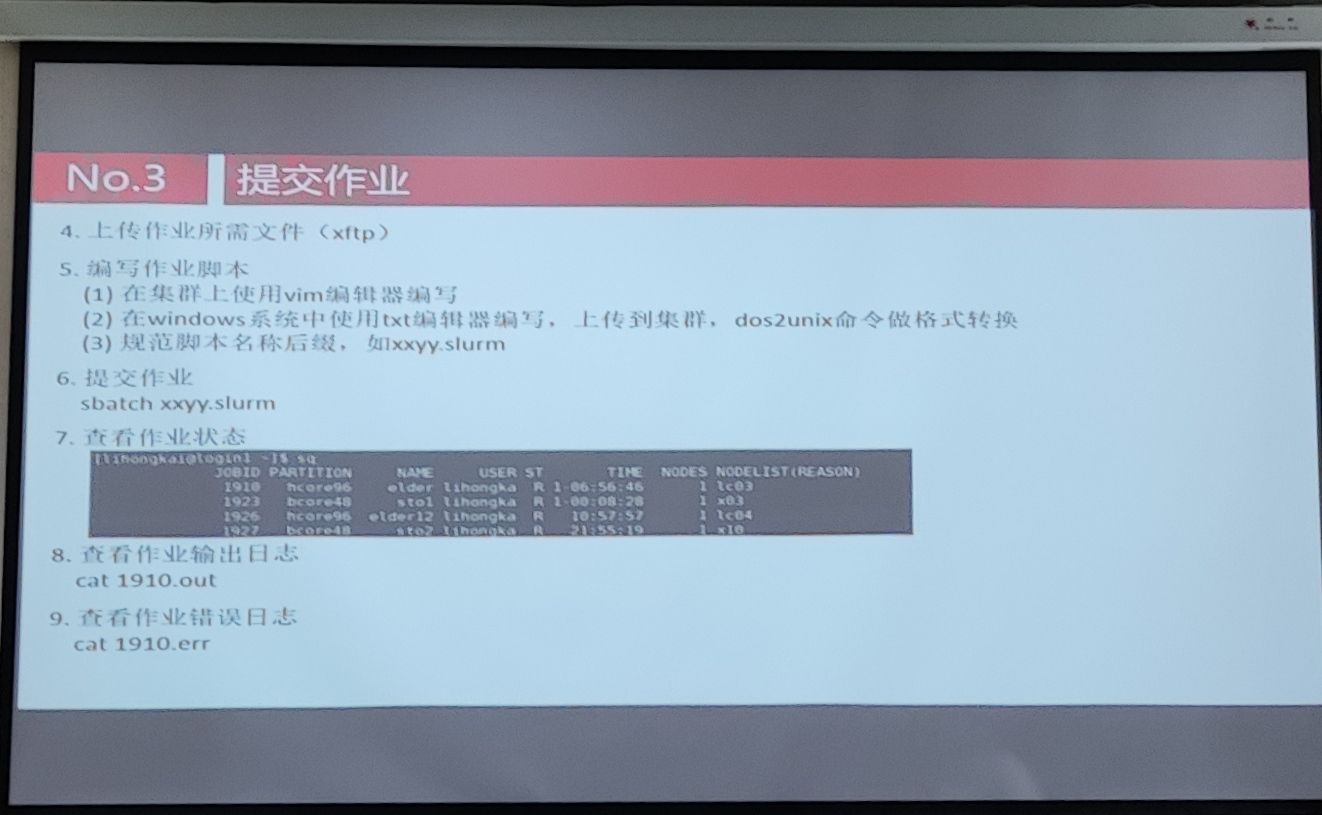 No.3 提交作业
4. 上传作业所需文件（xftp）
5. 编写作业脚本
(1) 在集群上使用vim编辑器编写
(2) 在windows系统中使用txt编辑器编写，上传到集群，dos2unix命令做格式转换
(3) 规范脚本名称后缀，如xxyy.slurm
6. 提交作业
sbatch xxyy.slurm
7. 查看作业状态
[lihongkai@login1 ~]$ sq
JOBID PARTITION NAME USER ST TIME NODES NODELIST(REASON)
1910 hcore96 elder lihongka R 1-06:56:46 1 lc03
1923 bcore48 sto1 lihongka R 1-00:08:28 1 x03
1926 hcore96 elder12 lihongka R 10:57:57 1 lc04
1927 bcore48 sto2 lihongka R 21:55:19 1 x10
8. 查看作业输出日志
cat 1910.out
9. 查看作业错误日志
cat 1910.err